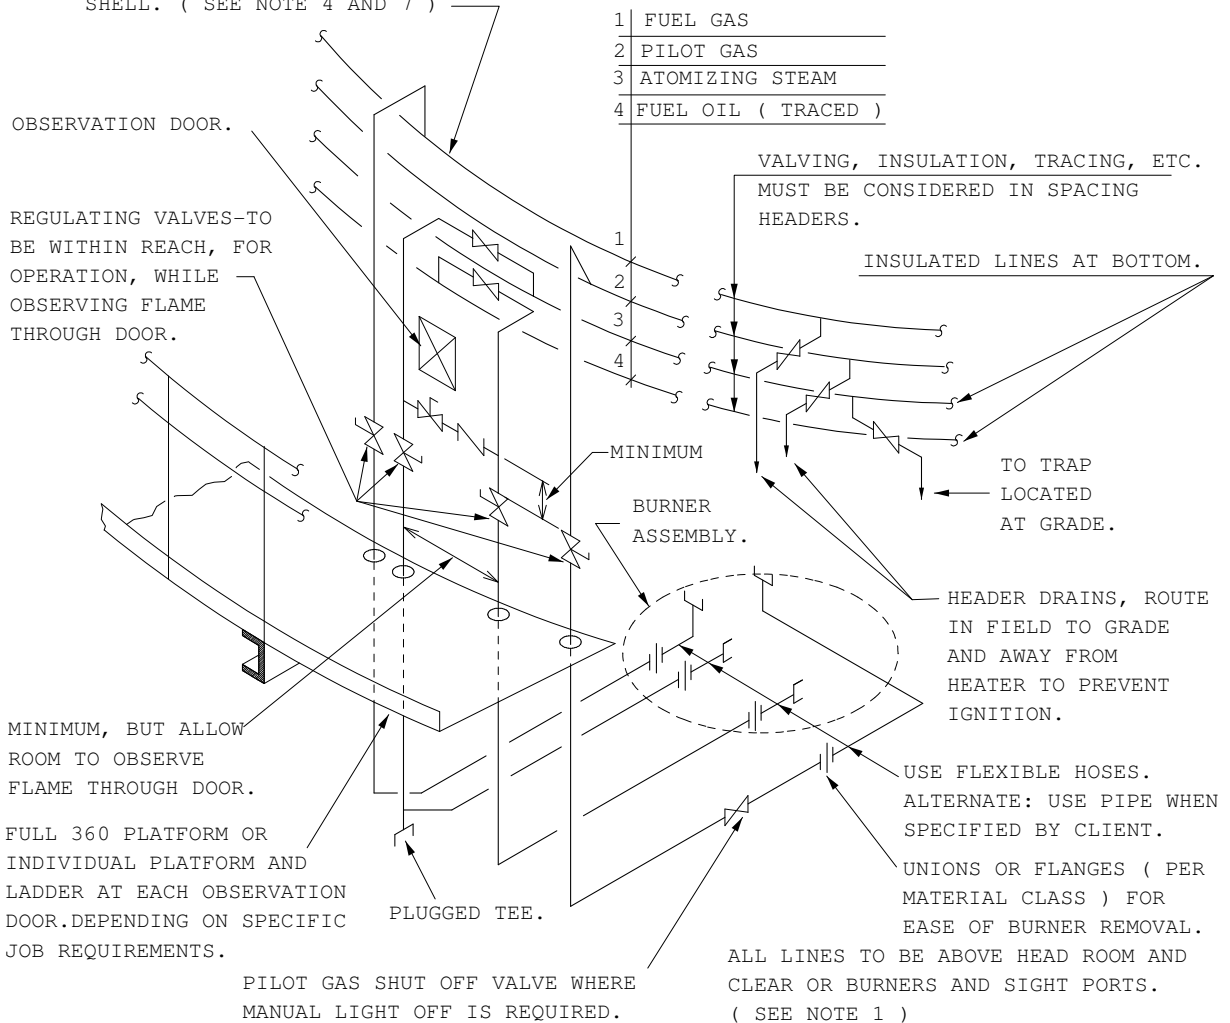 SHELL. ( SEE NOTE 4 AND 7 )
1 FUEL GAS
2 PILOT GAS
3 ATOMIZING STEAM
4 FUEL OIL ( TRACED )
OBSERVATION DOOR.
VALVING, INSULATION, TRACING, ETC.
MUST BE CONSIDERED IN SPACING
HEADERS.
REGULATING VALVES-TO
BE WITHIN REACH, FOR
OPERATION, WHILE
OBSERVING FLAME
THROUGH DOOR.
1
2
3
4
INSULATED LINES AT BOTTOM.
MINIMUM
TO TRAP
LOCATED
AT GRADE.
BURNER
ASSEMBLY.
HEADER DRAINS, ROUTE
IN FIELD TO GRADE
AND AWAY FROM
HEATER TO PREVENT
IGNITION.
MINIMUM, BUT ALLOW
ROOM TO OBSERVE
FLAME THROUGH DOOR.
USE FLEXIBLE HOSES.
ALTERNATE: USE PIPE WHEN
SPECIFIED BY CLIENT.
FULL 360 PLATFORM OR
INDIVIDUAL PLATFORM AND
LADDER AT EACH OBSERVATION
DOOR.DEPENDING ON SPECIFIC
JOB REQUIREMENTS.
PLUGGED TEE.
UNIONS OR FLANGES ( PER
MATERIAL CLASS ) FOR
EASE OF BURNER REMOVAL.
PILOT GAS SHUT OFF VALVE WHERE
MANUAL LIGHT OFF IS REQUIRED.
ALL LINES TO BE ABOVE HEAD ROOM AND
CLEAR OR BURNERS AND SIGHT PORTS.
( SEE NOTE 1 )